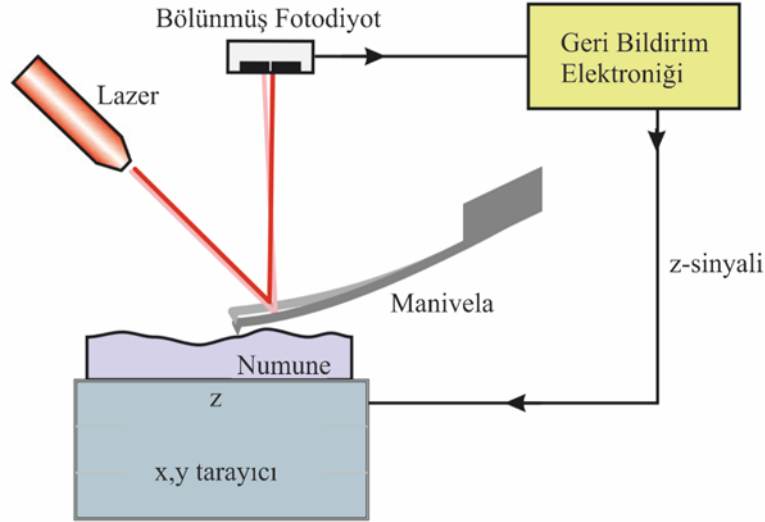 Bölünmüş Fotodiyot
Geri Bildirim
Elektroniği
Lazer
z-sinyali
Manivela
Numune
z
x,y tarayıcı